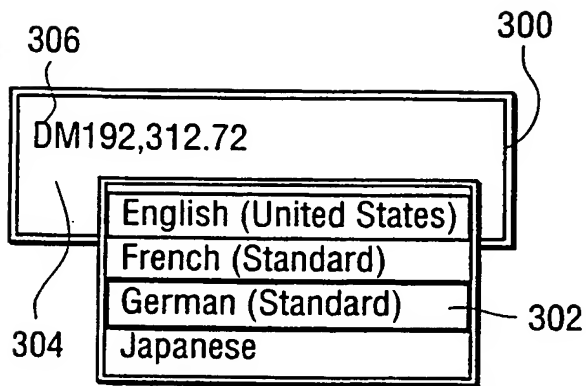 306
300
DM192,312.72
English (United States)
French (Standard)
German (Standard)
302
304
Japanese